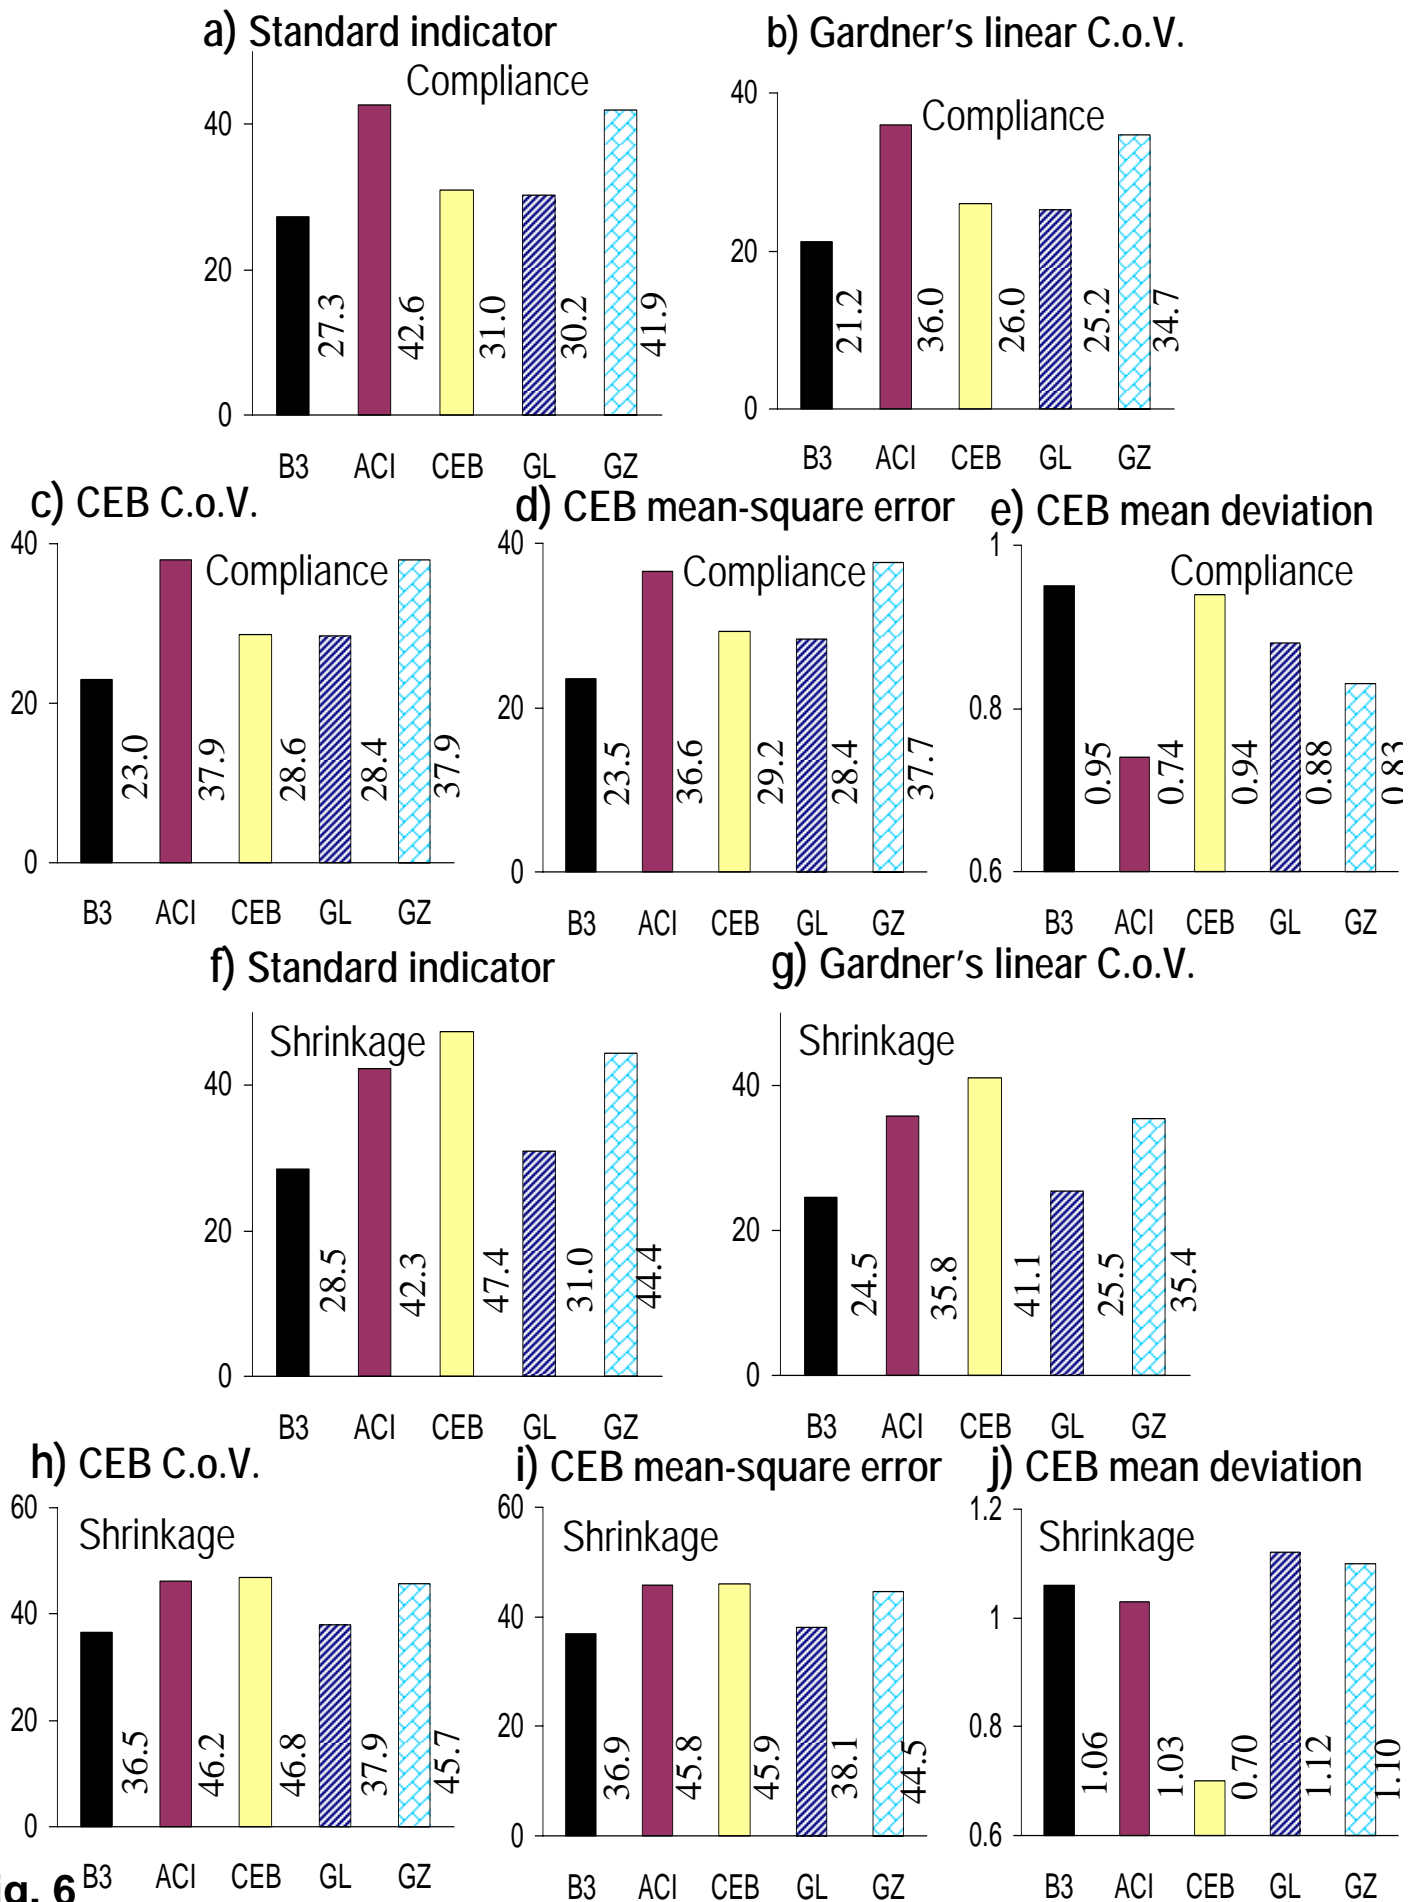 a) Standard indicator
Compliance
40
20
0
27.3
42.6
31.0
30.2
41.9
B3 ACI CEB GL GZ
b) Gardner's linear C.o.V.
Compliance
40
20
0
21.2
36.0
26.0
25.2
34.7
B3 ACI CEB GL GZ
c) CEB C.o.V.
Compliance
40
20
0
23.0
37.9
28.6
28.4
37.9
B3 ACI CEB GL GZ
d) CEB mean-square error
Compliance
40
20
0
23.5
36.6
29.2
28.4
37.7
B3 ACI CEB GL GZ
e) CEB mean deviation
Compliance
1
0.8
0.6
0.95
0.74
0.94
0.88
0.83
B3 ACI CEB GL GZ
f) Standard indicator
Shrinkage
40
20
0
28.5
42.3
47.4
31.0
44.4
B3 ACI CEB GL GZ
g) Gardner's linear C.o.V.
Shrinkage
40
20
0
24.5
35.8
41.1
25.5
35.4
B3 ACI CEB GL GZ
h) CEB C.o.V.
Shrinkage
60
40
20
0
36.5
46.2
46.8
37.9
45.7
B3 ACI CEB GL GZ
i) CEB mean-square error
Shrinkage
60
40
20
0
36.9
45.8
45.9
38.1
44.5
B3 ACI CEB GL GZ
j) CEB mean deviation
Shrinkage
1.2
1
0.8
0.6
1.06
1.03
0.70
1.12
1.10
B3 ACI CEB GL GZ
ig. 6